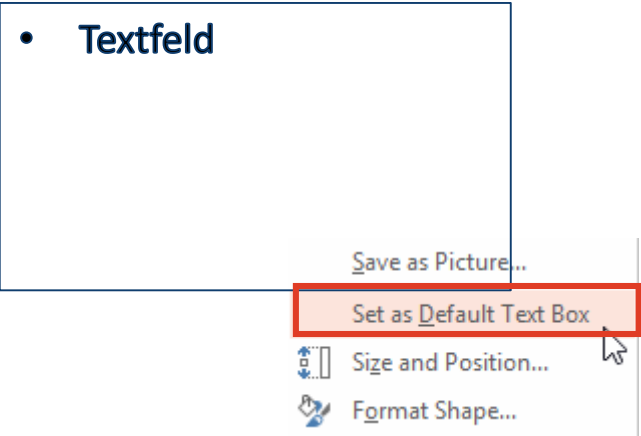 • Textfeld
Save as Picture...
Set as Default Text Box
Size and Position...
Format Shape...